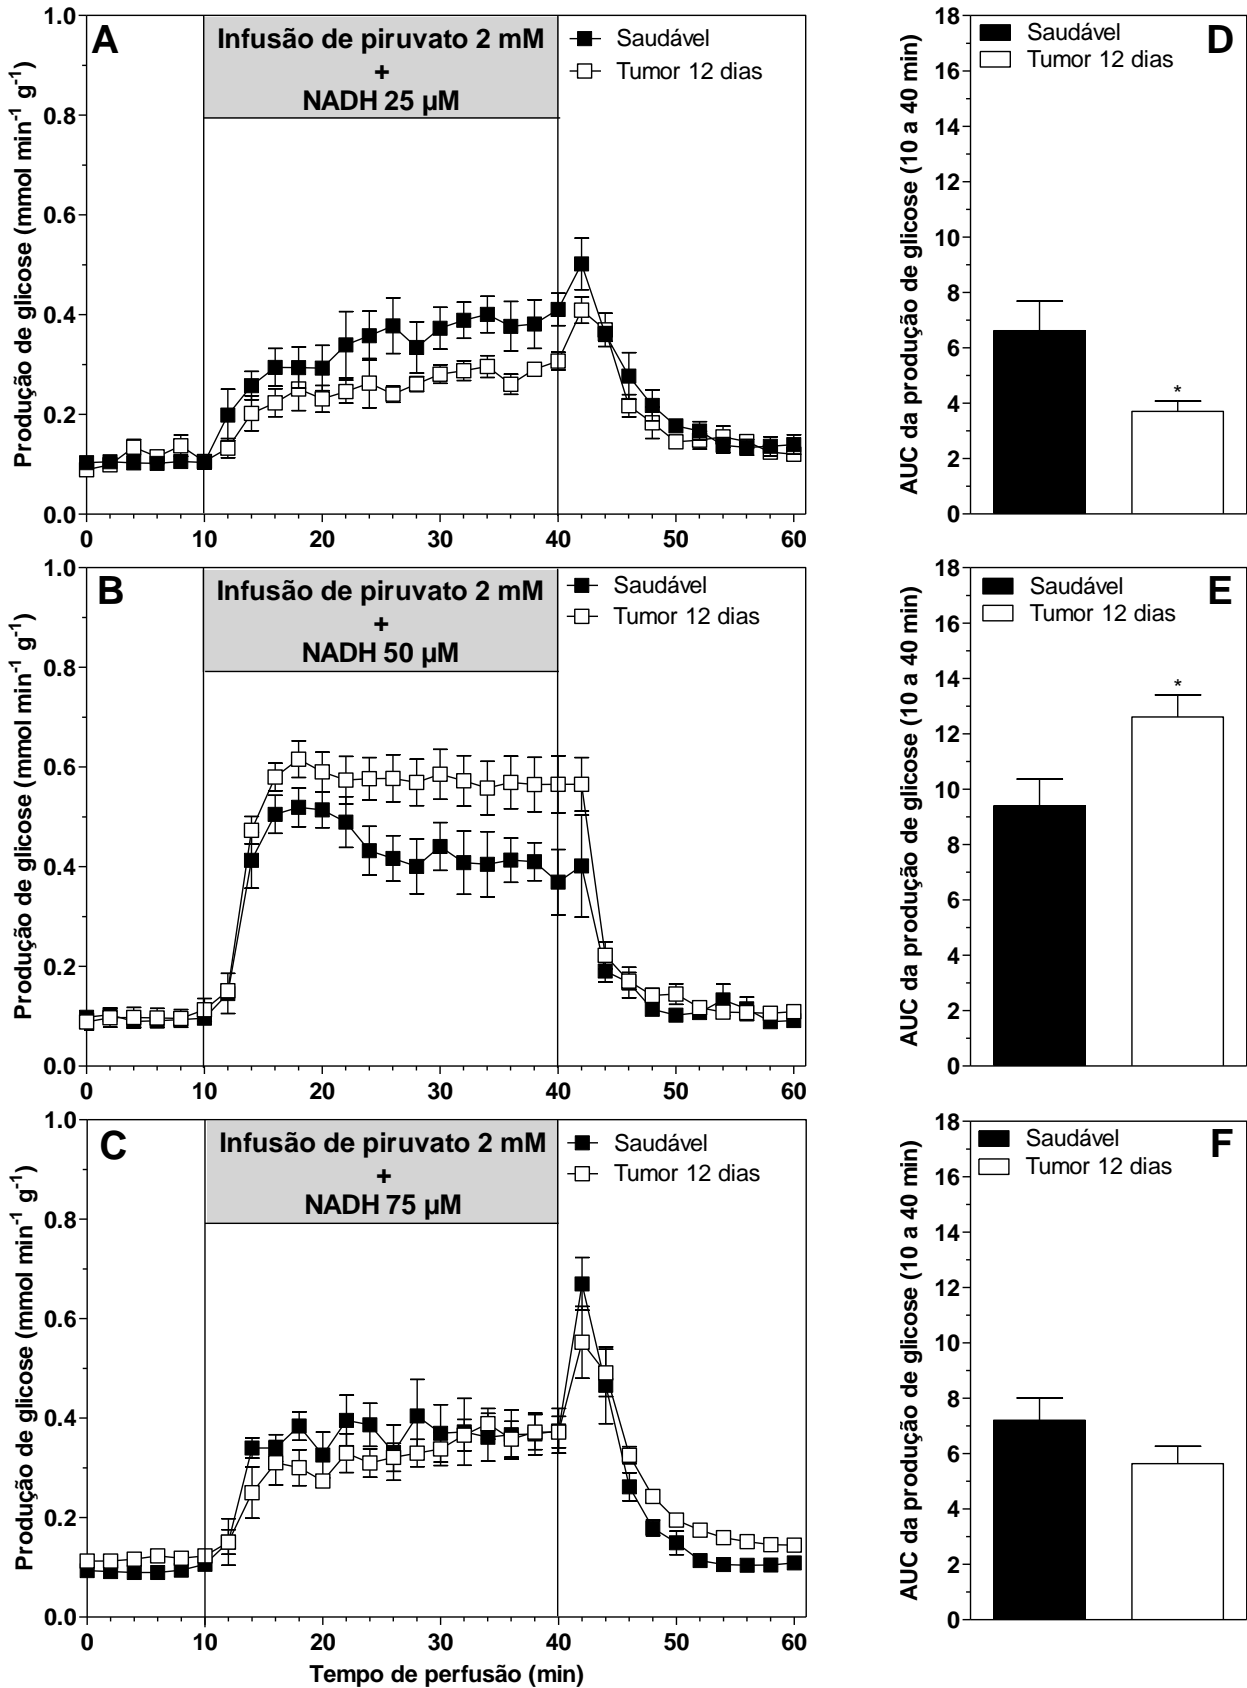 A
Infusão de piruvato 2 mM
+
NADH 25 µM
Saudável
Tumor 12 dias
Produção de glicose (mmol min⁻¹ g⁻¹)
1.0
0.8
0.6
0.4
0.2
0.0
0 10 20 30 40 50 60
D
Saudável
Tumor 12 dias
AUC da produção de glicose (10 a 40 min)
18
16
14
12
10
8
6
4
2
0
*
B
Infusão de piruvato 2 mM
+
NADH 50 µM
Saudável
Tumor 12 dias
Produção de glicose (mmol min⁻¹ g⁻¹)
1.0
0.8
0.6
0.4
0.2
0.0
0 10 20 30 40 50 60
E
Saudável
Tumor 12 dias
AUC da produção de glicose (10 a 40 min)
18
16
14
12
10
8
6
4
2
0
*
C
Infusão de piruvato 2 mM
+
NADH 75 µM
Saudável
Tumor 12 dias
Produção de glicose (mmol min⁻¹ g⁻¹)
1.0
0.8
0.6
0.4
0.2
0.0
0 10 20 30 40 50 60
Tempo de perfusão (min)
F
Saudável
Tumor 12 dias
AUC da produção de glicose (10 a 40 min)
18
16
14
12
10
8
6
4
2
0